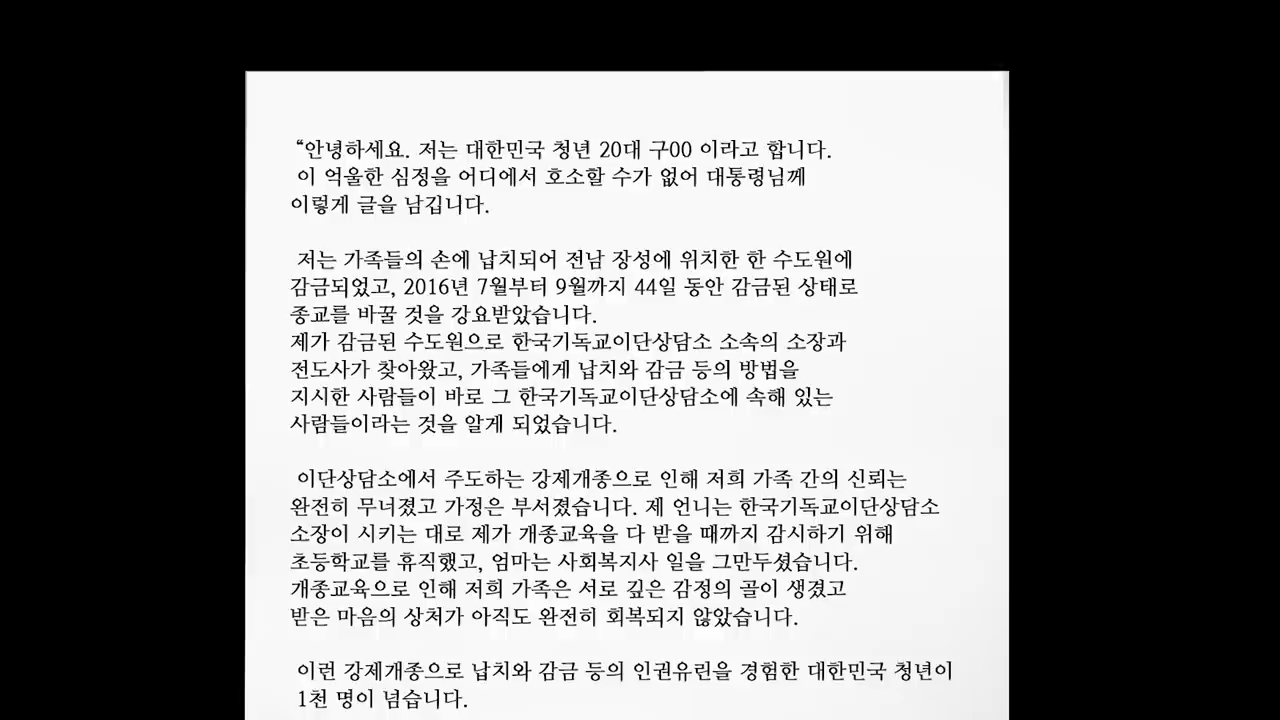 “안녕하세요. 저는 대한민국 청년 20대 구00 이라고 합니다.
이 억울한 심정을 어디에서 호소할 수가 없어 대통령님께
이렇게 글을 남깁니다.
저는 가족들의 손에 납치되어 전남 장성에 위치한 한 수도원에
감금되었고, 2016년 7월부터 9월까지 44일 동안 감금된 상태로
종교를 바꿀 것을 강요받았습니다.
제가 감금된 수도원으로 한국기독교이단상담소 소속의 소장과
전도사가 찾아왔고, 가족들에게 납치와 감금 등의 방법을
지시한 사람들이 바로 그 한국기독교이단상담소에 속해 있는
사람들이라는 것을 알게 되었습니다.
이단상담소에서 주도하는 강제개종으로 인해 저희 가족 간의 신뢰는
완전히 무너졌고 가정은 부서졌습니다. 제 언니는 한국기독교이단상담소
소장이 시키는 대로 제가 개종교육을 다 받을 때까지 감시하기 위해
초등학교를 휴직했고, 엄마는 사회복지사 일을 그만두셨습니다.
개종교육으로 인해 저희 가족은 서로 깊은 감정의 골이 생겼고
받은 마음의 상처가 아직도 완전히 회복되지 않았습니다.
이런 강제개종으로 납치와 감금 등의 인권유린을 경험한 대한민국 청년이
1천 명이 넘습니다.